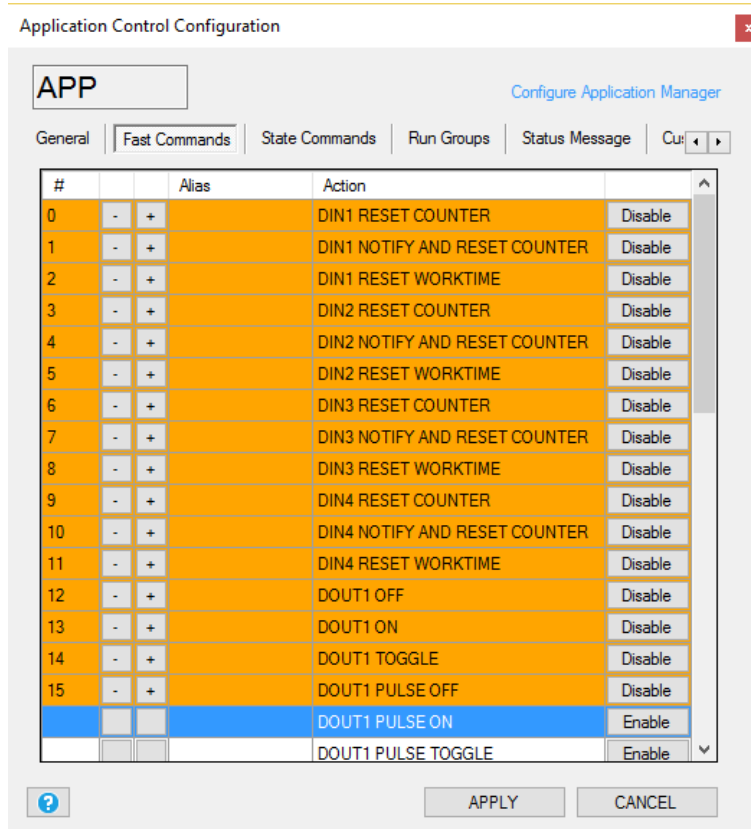 Application Control Configuration x
APP
Configure Application Manager
General Fast Commands State Commands Run Groups Status Message Cu
# Alias Action
0 - + DIN1 RESET COUNTER Disable
1 - + DIN1 NOTIFY AND RESET COUNTER Disable
2 - + DIN1 RESET WORKTIME Disable
3 - + DIN2 RESET COUNTER Disable
4 - + DIN2 NOTIFY AND RESET COUNTER Disable
5 - + DIN2 RESET WORKTIME Disable
6 - + DIN3 RESET COUNTER Disable
7 - + DIN3 NOTIFY AND RESET COUNTER Disable
8 - + DIN3 RESET WORKTIME Disable
9 - + DIN4 RESET COUNTER Disable
10 - + DIN4 NOTIFY AND RESET COUNTER Disable
11 - + DIN4 RESET WORKTIME Disable
12 - + DOUT1 OFF Disable
13 - + DOUT1 ON Disable
14 - + DOUT1 TOGGLE Disable
15 - + DOUT1 PULSE OFF Disable
DOUT1 PULSE ON Enable
DOUT1 PULSE TOGGLE Enable
? APPLY CANCEL